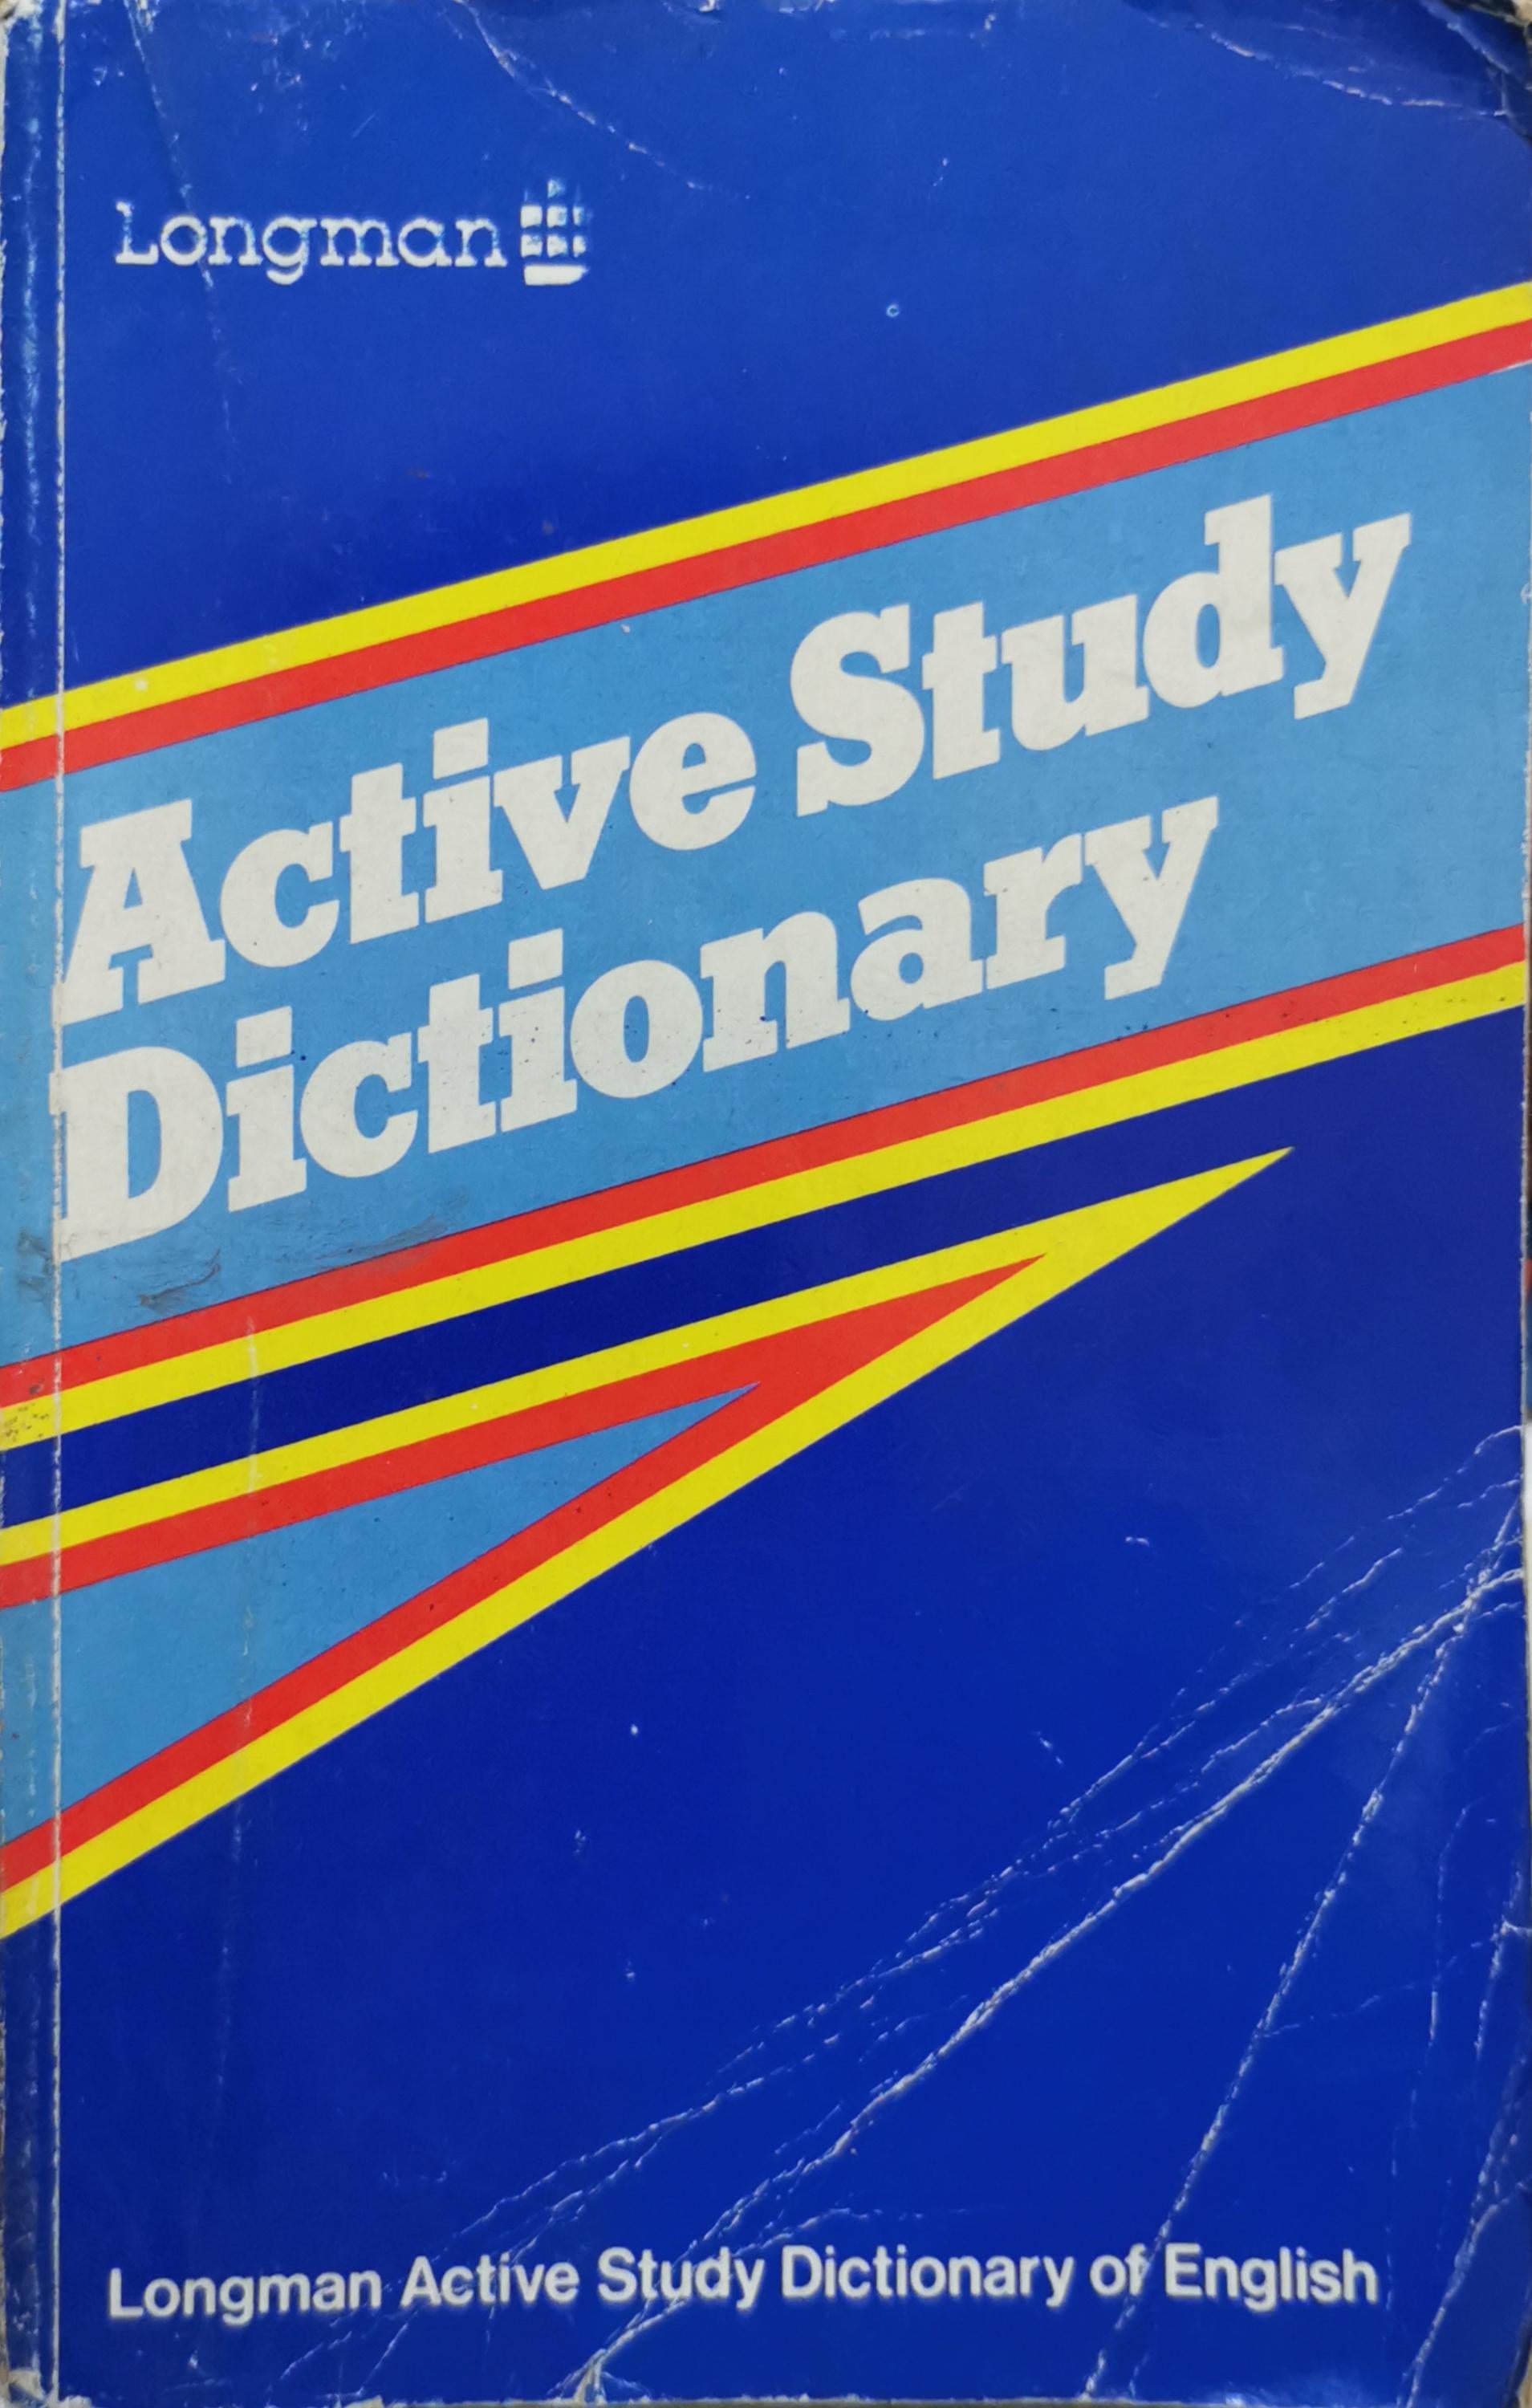 Longman
Active Study
Dictionary
Longman Active Study Dictionary of English